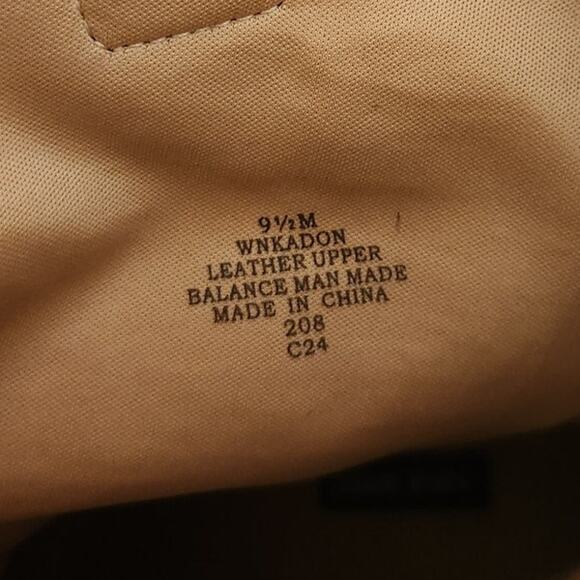 9½M
WNKADON
LEATHER UPPER
BALANCE MAN MADE
MADE IN CHINA
208
C24